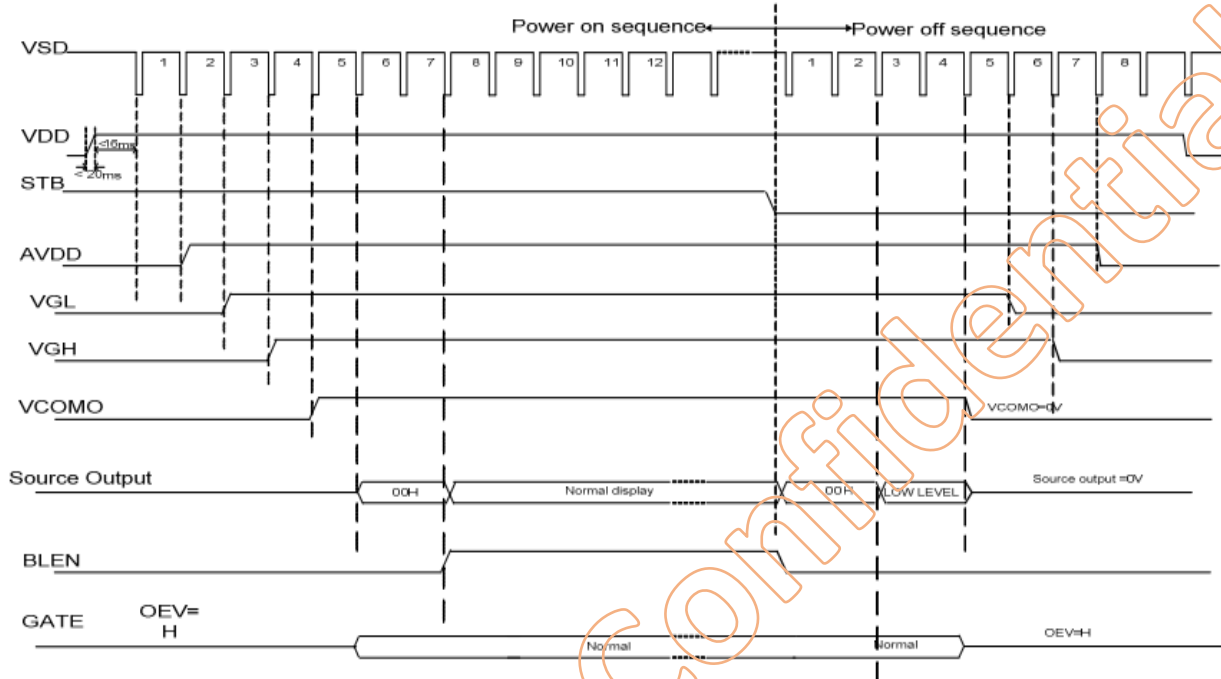 Power on sequence
Power off sequence
VSD
1 2 3 4 5 6 7 8 9 10 11 12 1 2 3 4 5 6 7 8
VDD
<16ms
< 20ms
STB
AVDD
VGL
VGH
VCOMO
VCOMO=0V
Source Output
00H
Normal display
00H
LOW LEVEL
Source output =0V
BLEN
GATE
OEV=
H
Normal
Normal
OEV=H
Confidential